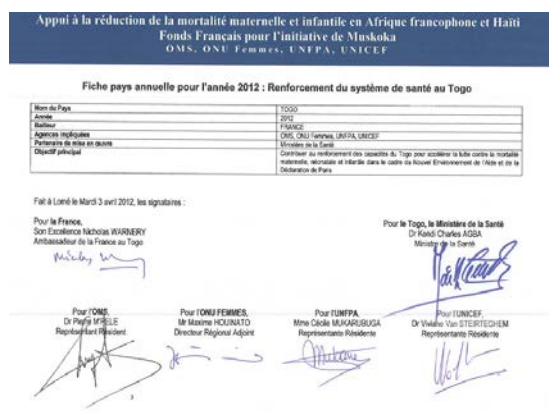 Appui à la réduction de la mortalité maternelle et infantile en Afrique francophone et Haïti
Fonds Français pour l'initiative de Muskoka
OMS, ONU Femmes, UNFPA, UNICEF
Fiche pays annuelle pour l'année 2012 : Renforcement du système de santé au Togo
Nom du Pays TOGO
Année 2012
Bailleur FRANCE
Agences impliquées OMS, ONU Femmes, UNFPA, UNICEF
Partenaire de mise en œuvre Ministère de la Santé
Objectif principal Contribuer au renforcement des capacités du Togo pour accélérer la lutte contre la mortalité
maternelle, néonatale et infantile dans le cadre du Nouvel Environnement de l'Aide et de la
Déclaration de Paris
Fait à Lomé le Mardi 3 avril 2012, les signataires :
Pour la France,
Son Excellence Nicholas WARNERY
Ambassadeur de la France au Togo
Pour le Togo, le Ministère de la Santé
Dr Kondi Charles AGBA
Ministre de la Santé
Pour l'OMS,
Dr Pierre M'PELE
Représentant Résident
Pour l'ONU FEMMES,
Mr Maxime HOUINATO
Directeur Régional Adjoint
Pour l'UNFPA,
Mme Cécile MUKARUBUGA
Représentante Résidente
Pour l'UNICEF,
Dr Viviane Van STEIRTEGHEM
Représentante Résidente
3